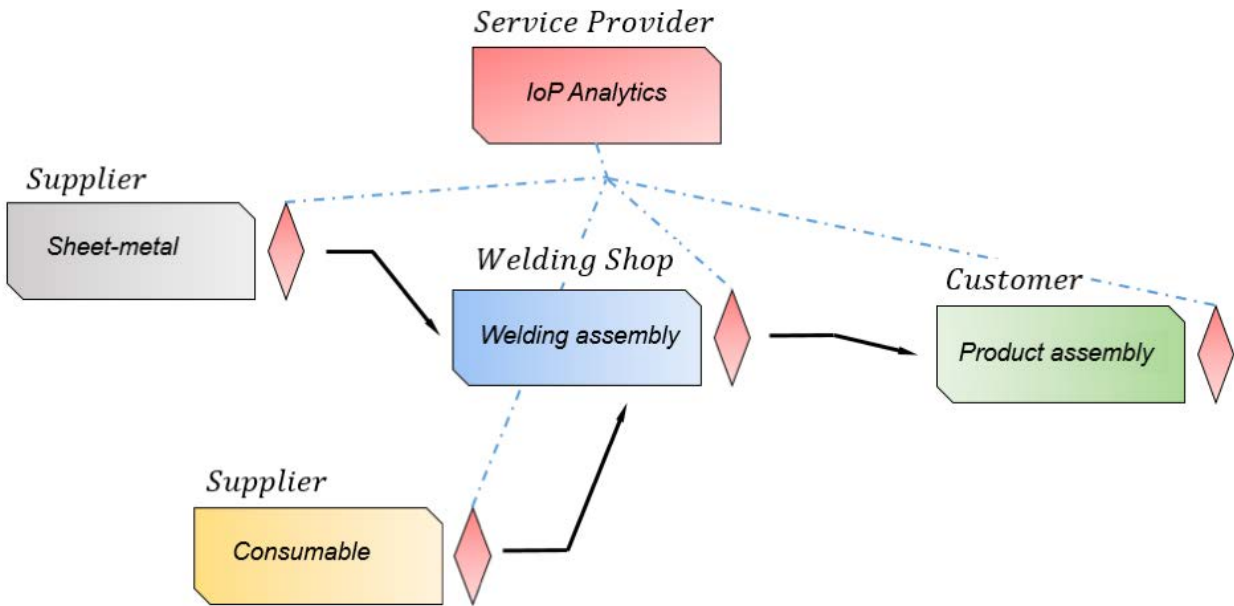 Service Provider
IoP Analytics
Supplier
Sheet-metal
Welding Shop
Welding assembly
Customer
Product assembly
Supplier
Consumable